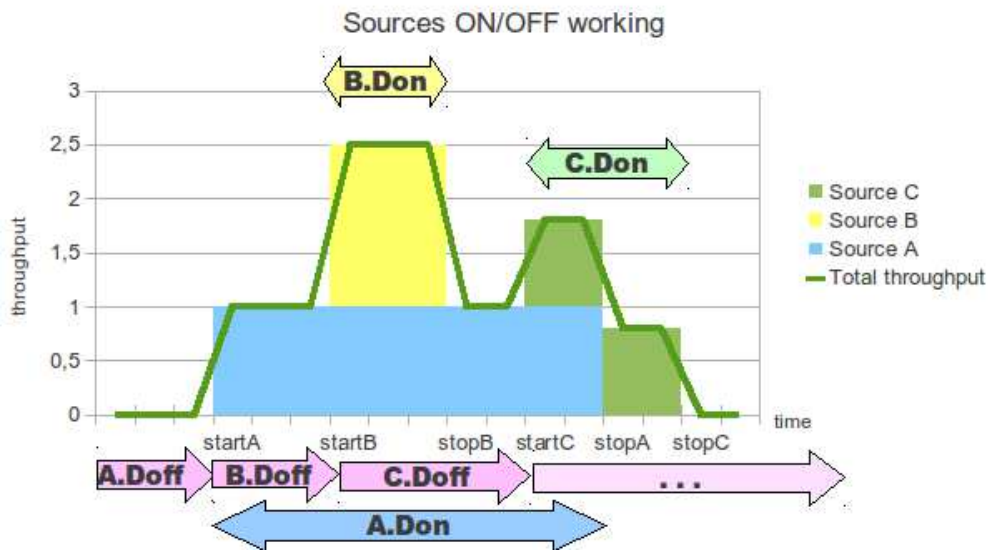 Sources ON/OFF working
B.Don
3
2,5
C.Don
2
Source C
Source B
1,5
Source A
Total throughput
throughput
1
0,5
0
time
startA startB stopB startC stopA stopC
A.Doff B.Doff C.Doff ...
A.Don